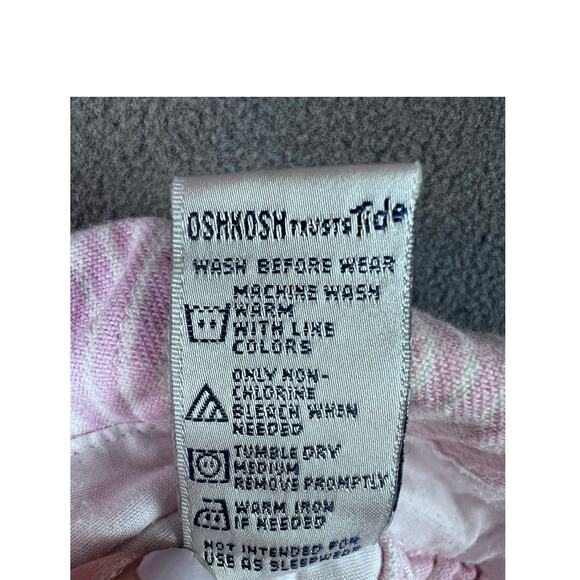 OSHKOSH TRUSTS Tide
WASH BEFORE WEAR
MACHINE WASH
WARM
WITH LIKE
COLORS
ONLY NON-
CHLORINE
BLEACH WHEN
NEEDED
TUMBLE DRY
MEDIUM
REMOVE PROMPTLY
WARM IRON
IF NEEDED
NOT INTENDED FOR
USE AS SLEEPWEAR